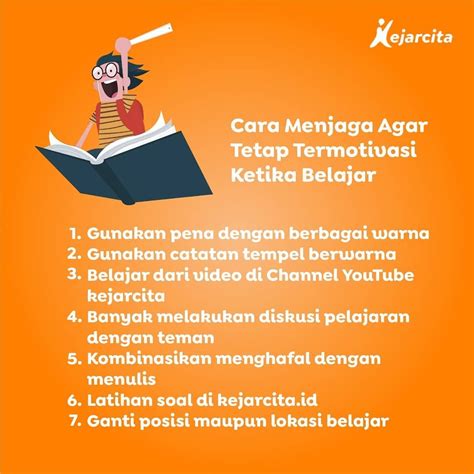 Kejarcita
Cara Menjaga Agar
Tetap Termotivasi
Ketika Belajar
1. Gunakan pena dengan berbagai warna
2. Gunakan catatan tempel berwarna
3. Belajar dari video di Channel YouTube
kejarcita
4. Banyak melakukan diskusi pelajaran
dengan teman
5. Kombinasikan menghafal dengan
menulis
6. Latihan soal di kejarcita.id
7. Ganti posisi maupun lokasi belajar